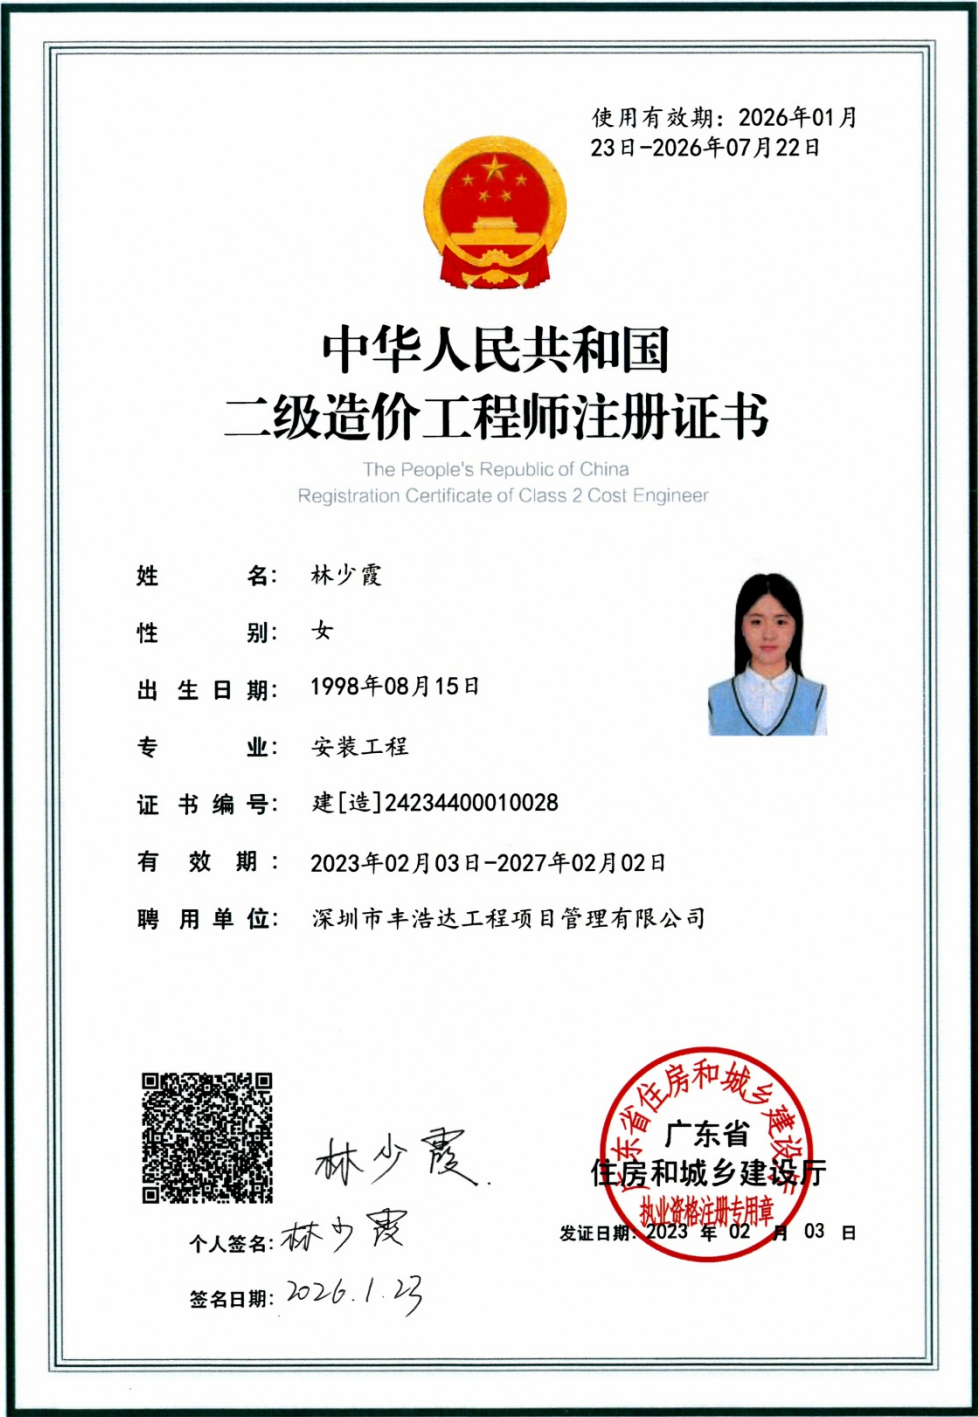 使用有效期：2026年01月
23日-2026年07月22日
中华人民共和国
二级造价工程师注册证书
The People's Republic of China
Registration Certificate of Class 2 Cost Engineer
姓名：林少霞
性别：女
出生日期：1998年08月15日
专业：安装工程
证书编号：建[造]24234400010028
有效期：2023年02月03日-2027年02月02日
聘用单位：深圳市丰浩达工程项目管理有限公司
林少霞.
个人签名：林少霞
签名日期：2026.1.23
广东省住房和城乡建设厅
广东省
住房和城乡建设厅
执业资格注册专用章
发证日期：2023 年 02 月 03 日